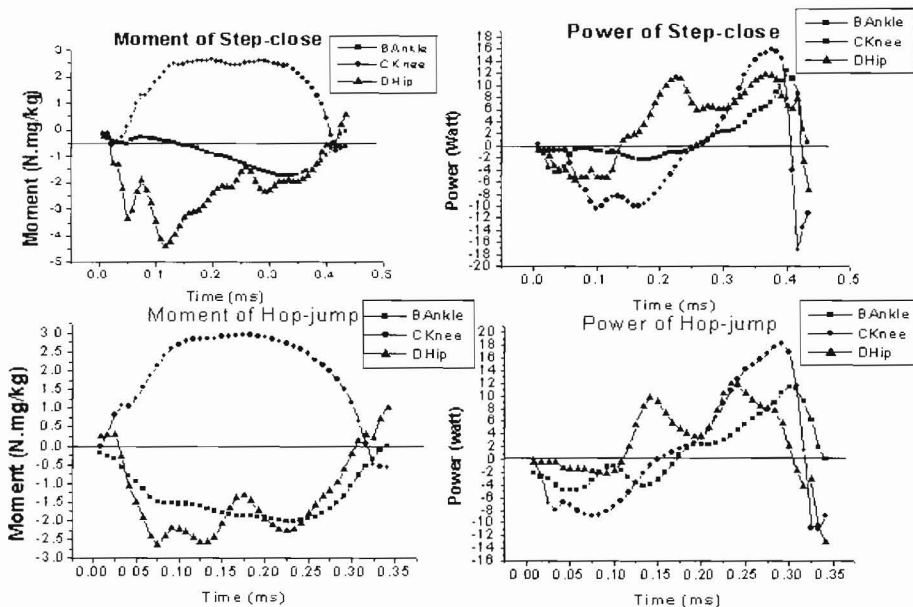 Moment of Step-close
BAnkle
CKnee
DHip
Moment (N.mg/kg)
3
2
1
0
-1
-2
-3
-4
-5
0.0 0.1 0.2 0.3 0.4 0.5
Time (ms)
Power of Step-close
BAnkle
CKnee
DHip
Power (Watt)
18
16
14
12
10
8
6
4
2
0
-2
-4
-6
-8
-10
-12
-14
-16
-18
-20
0.0 0.1 0.2 0.3 0.4 0.5
Time (ms)
Moment of Hop-jump
BAnkle
CKnee
DHip
Moment (N.mg/kg)
3.0
2.5
2.0
1.5
1.0
0.5
0.0
-0.5
-1.0
-1.5
-2.0
-2.5
-3.0
0.00 0.05 0.10 0.15 0.20 0.25 0.30 0.35
Time (ms)
Power of Hop-jump
BAnkle
CKnee
DHip
Power (watt)
20
18
16
14
12
10
8
6
4
2
0
-2
-4
-6
-8
-10
-12
-14
-16
0.00 0.05 0.10 0.15 0.20 0.25 0.30 0.35
Time (ms)